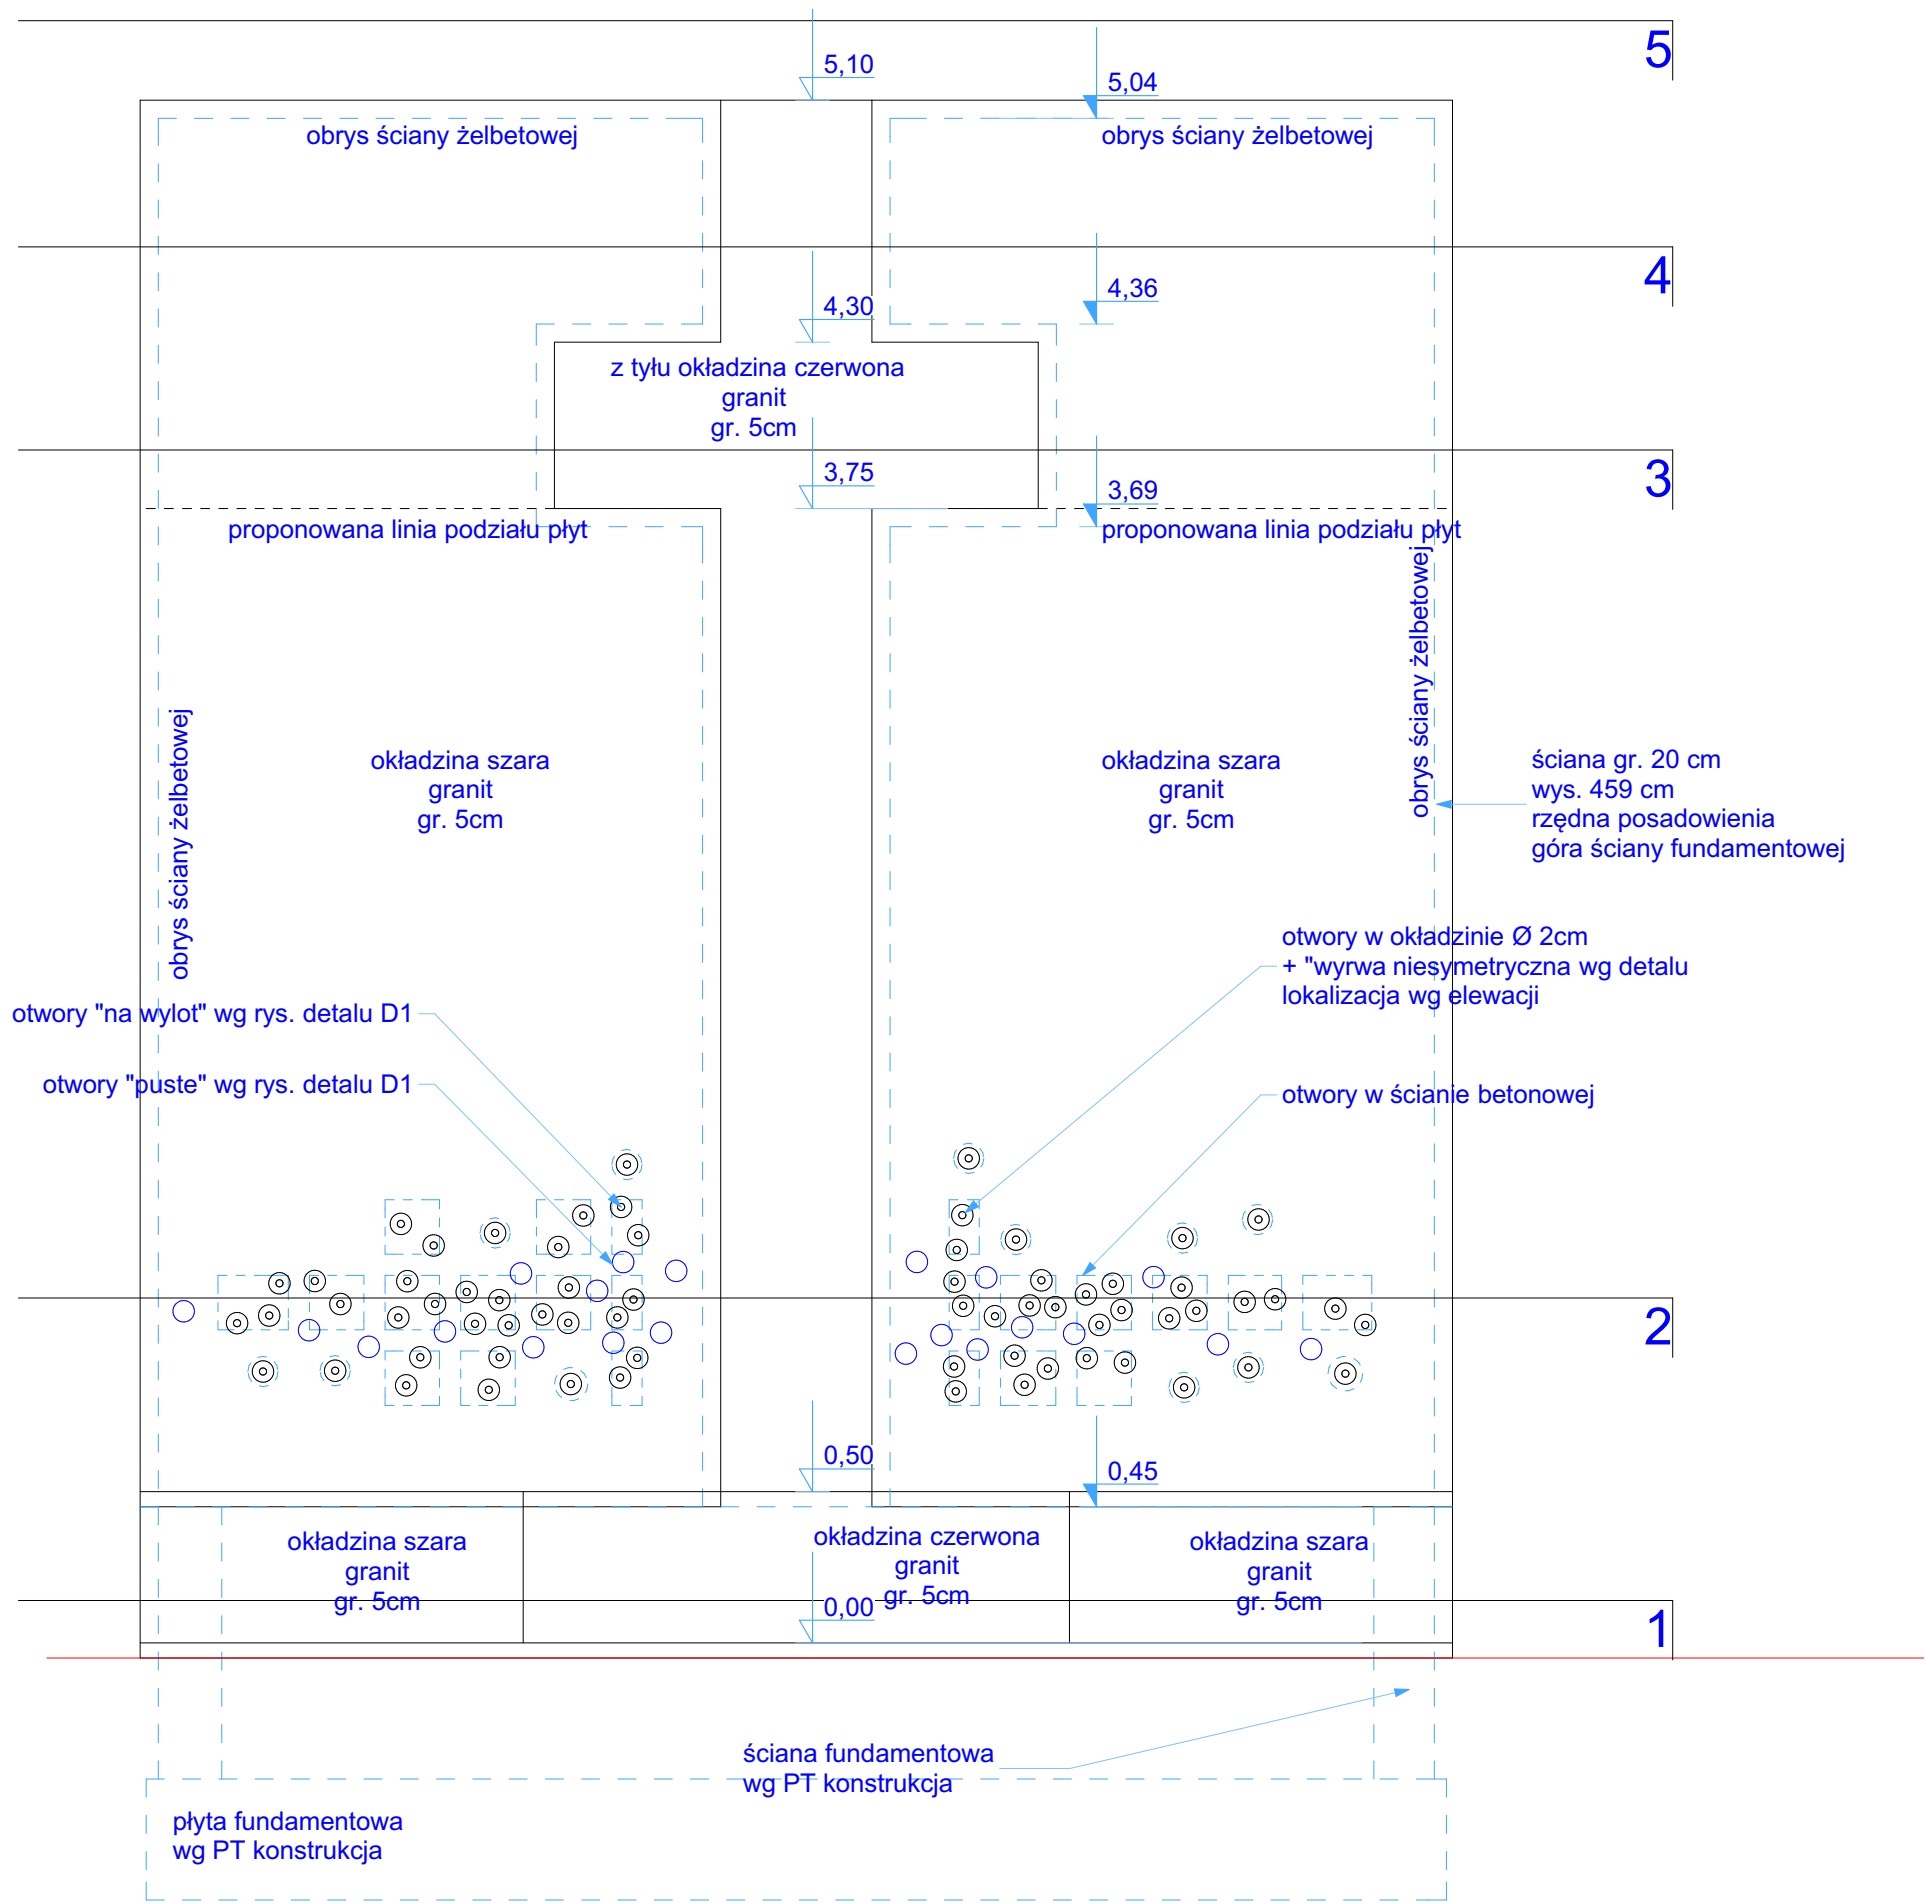 5
5,10
5,04
obrys ściany żelbetowej
obrys ściany żelbetowej
4
4,30
4,36
z tyłu okładzina czerwona
granit
gr. 5cm
3
3,75
3,69
proponowana linia podziału płyt
proponowana linia podziału płyt
obrys ściany żelbetowej
obrys ściany żelbetowej
okładzina szara
granit
gr. 5cm
okładzina szara
granit
gr. 5cm
ściana gr. 20 cm
wys. 459 cm
rzędna posadowienia
góra ściany fundamentowej
otwory w okładzinie Ø 2cm
+ "wyrwa niesymetryczna wg detalu
lokalizacja wg elewacji
otwory "na wylot" wg rys. detalu D1
otwory "puste" wg rys. detalu D1
otwory w ścianie betonowej
2
0,50
0,45
okładzina szara
granit
gr. 5cm
okładzina czerwona
granit
gr. 5cm
okładzina szara
granit
gr. 5cm
0,00
1
ściana fundamentowa
wg PT konstrukcja
płyta fundamentowa
wg PT konstrukcja